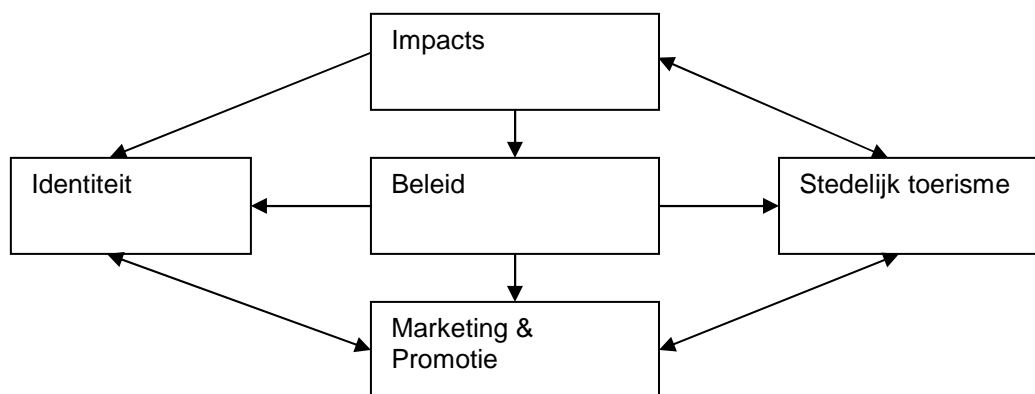 Impacts
Identiteit
Beleid
Stedelijk toerisme
Marketing &
Promotie